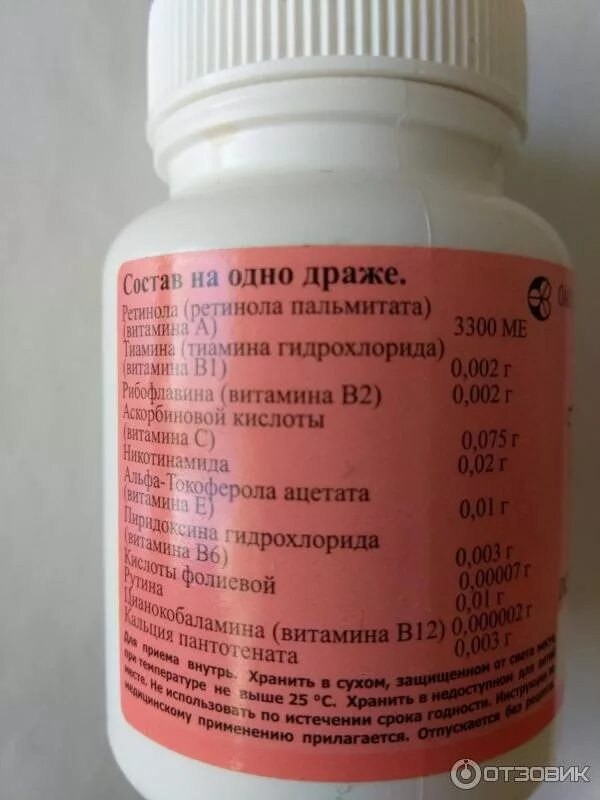 Состав на одно драже.
Ретинола (ретинола пальмитата)
(витамина А) 3300 МЕ
Тиамина (тиамина гидрохлорида)
(витамина В1) 0,002 г
Рибофлавина (витамина В2) 0,002 г
Аскорбиновой кислоты
(витамина С) 0,075 г
Никотинамида 0,02 г
Альфа-Токоферола ацетата
(витамина Е) 0,01 г
Пиридоксина гидрохлорида
(витамина В6) 0,003 г
Кислоты фолиевой 0,00007 г
Рутина 0,01 г
Цианокобаламина (витамина В12) 0,000002 г
Кальция пантотената 0,003 г
Для приема внутрь. Хранить в сухом, защищенном от света
при температуре не выше 25 °С. Хранить в недоступном для
месте. Не использовать по истечении срока годности. Инструкция
медицинскому применению прилагается. Отпускается без
ОТЗОВИК